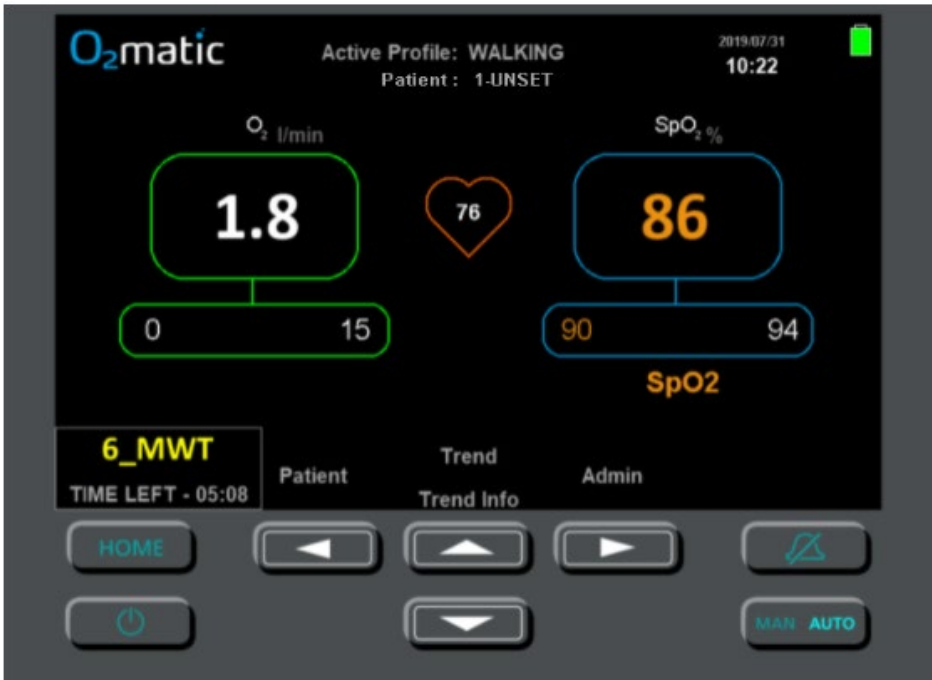 O2matic
Active Profile: WALKING
Patient : 1-UNSET
2019/07/31
10:22
O2 l/min
SpO2 %
1.8
76
86
0 15
90 94
SpO2
6_MWT
TIME LEFT - 05:08
Patient
Trend
Trend Info
Admin
HOME
MAN AUTO